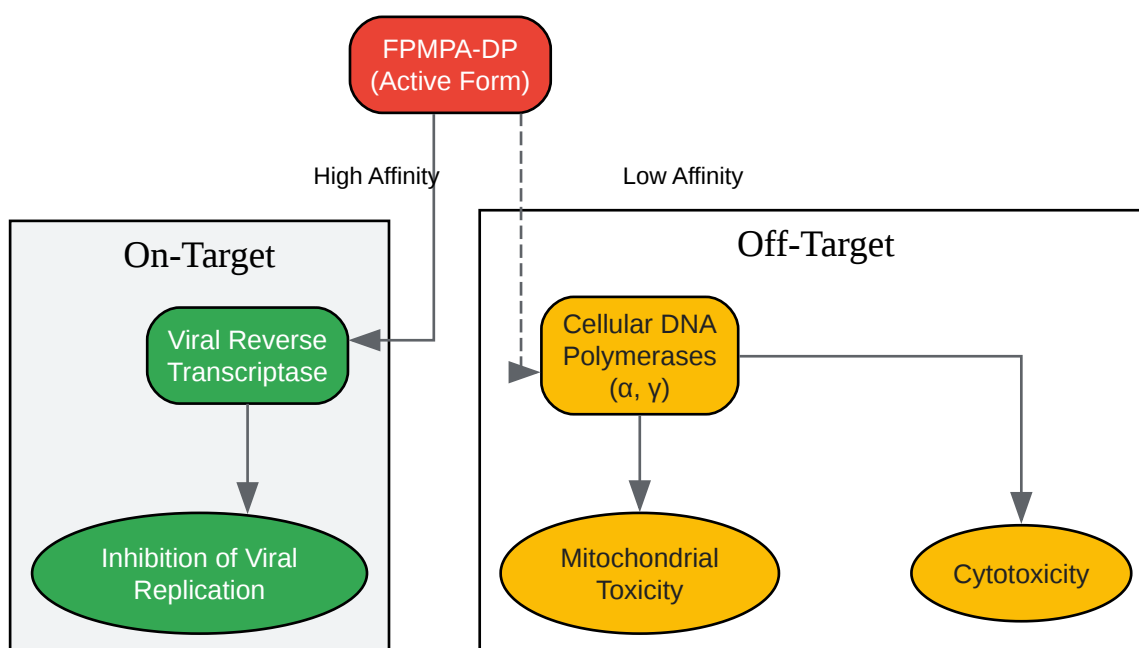 FPMPA-DP
(Active Form)
High Affinity
Low Affinity
On-Target
Off-Target
Viral Reverse
Transcriptase
Cellular DNA
Polymerases
(α, γ)
Inhibition of Viral
Replication
Mitochondrial
Toxicity
Cytotoxicity